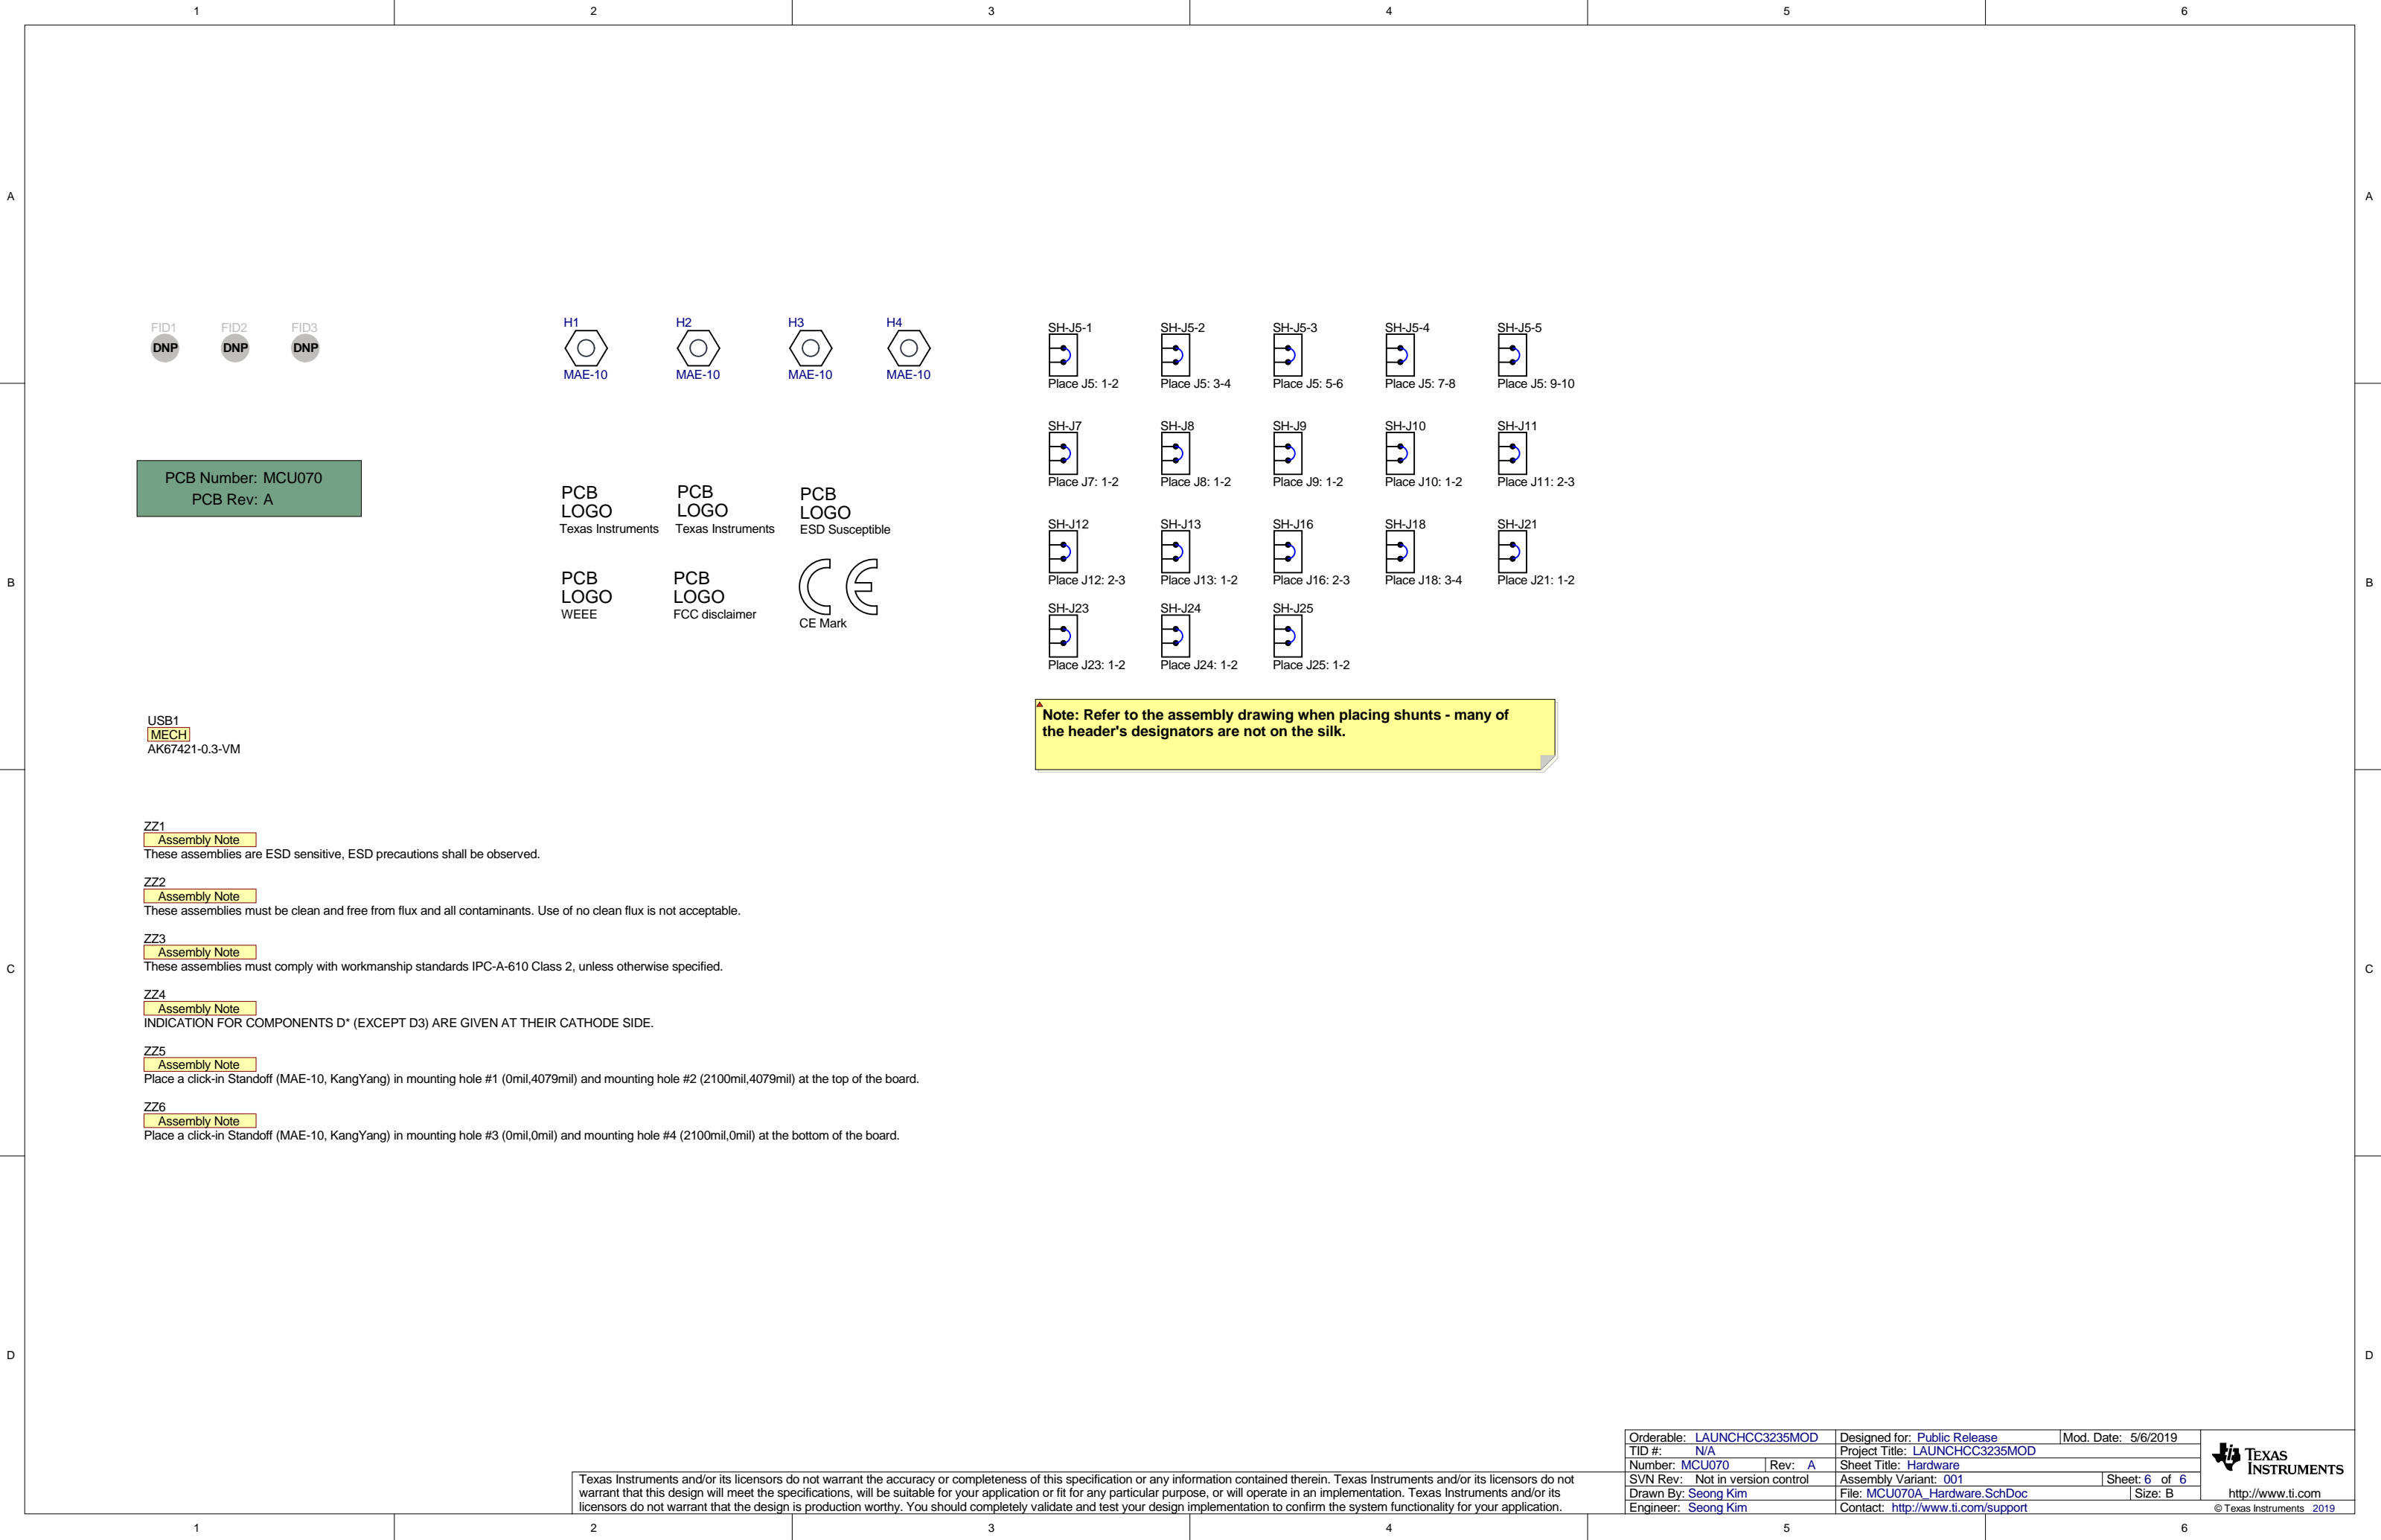 1 2 3 4 5 6
A A
FID1 FID2 FID3
DNP DNP DNP
H1 H2 H3 H4
MAE-10 MAE-10 MAE-10 MAE-10
SH-J5-1 SH-J5-2 SH-J5-3 SH-J5-4 SH-J5-5
Place J5: 1-2 Place J5: 3-4 Place J5: 5-6 Place J5: 7-8 Place J5: 9-10
SH-J7 SH-J8 SH-J9 SH-J10 SH-J11
Place J7: 1-2 Place J8: 1-2 Place J9: 1-2 Place J10: 1-2 Place J11: 2-3
PCB Number: MCU070
PCB Rev: A
PCB
LOGO
Texas Instruments
PCB
LOGO
Texas Instruments
PCB
LOGO
ESD Susceptible
SH-J12 SH-J13 SH-J16 SH-J18 SH-J21
Place J12: 2-3 Place J13: 1-2 Place J16: 2-3 Place J18: 3-4 Place J21: 1-2
B B
PCB
LOGO
WEEE
PCB
LOGO
FCC disclaimer
CE
CE Mark
SH-J23 SH-J24 SH-J25
Place J23: 1-2 Place J24: 1-2 Place J25: 1-2
Note: Refer to the assembly drawing when placing shunts - many of
the header's designators are not on the silk.
USB1
MECH
AK67421-0.3-VM
ZZ1
Assembly Note
These assemblies are ESD sensitive, ESD precautions shall be observed.
ZZ2
Assembly Note
These assemblies must be clean and free from flux and all contaminants. Use of no clean flux is not acceptable.
ZZ3
Assembly Note
These assemblies must comply with workmanship standards IPC-A-610 Class 2, unless otherwise specified.
C C
ZZ4
Assembly Note
INDICATION FOR COMPONENTS D* (EXCEPT D3) ARE GIVEN AT THEIR CATHODE SIDE.
ZZ5
Assembly Note
Place a click-in Standoff (MAE-10, KangYang) in mounting hole #1 (0mil,4079mil) and mounting hole #2 (2100mil,4079mil) at the top of the board.
ZZ6
Assembly Note
Place a click-in Standoff (MAE-10, KangYang) in mounting hole #3 (0mil,0mil) and mounting hole #4 (2100mil,0mil) at the bottom of the board.
D D
Texas Instruments and/or its licensors do not warrant the accuracy or completeness of this specification or any information contained therein. Texas Instruments and/or its licensors do not
warrant that this design will meet the specifications, will be suitable for your application or fit for any particular purpose, or will operate in an implementation. Texas Instruments and/or its
licensors do not warrant that the design is production worthy. You should completely validate and test your design implementation to confirm the system functionality for your application.
Orderable: LAUNCHCC3235MOD Designed for: Public Release Mod. Date: 5/6/2019
TID #: N/A Project Title: LAUNCHCC3235MOD
Number: MCU070 Rev: A Sheet Title: Hardware
SVN Rev: Not in version control Assembly Variant: 001 Sheet: 6 of 6
Drawn By: Seong Kim File: MCU070A_Hardware.SchDoc Size: B
Engineer: Seong Kim Contact: http://www.ti.com/support
TEXAS
INSTRUMENTS
http://www.ti.com
© Texas Instruments 2019
1 2 3 4 5 6